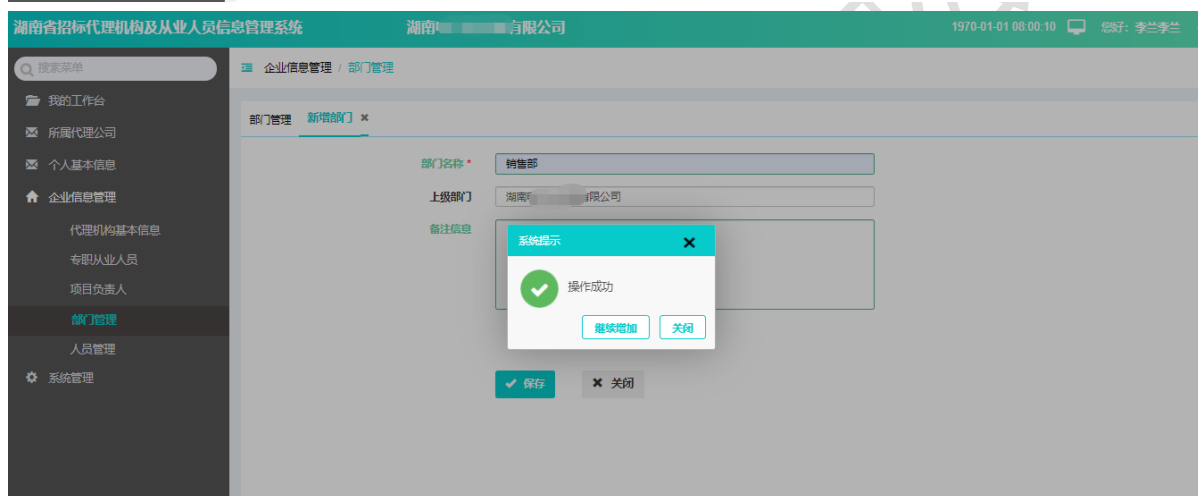 湖南省招标代理机构及从业人员信息管理系统 湖南 有限公司 1970-01-01 08:00:10 您好: 李兰李兰
搜索菜单
企业信息管理 / 部门管理
我的工作台
所属代理公司
个人基本信息
企业信息管理
代理机构基本信息
专职从业人员
项目负责人
部门管理
人员管理
系统管理
部门管理 新增部门 ×
部门名称 * 销售部
上级部门 湖南 有限公司
备注信息
系统提示
操作成功
继续增加 关闭
保存 关闭